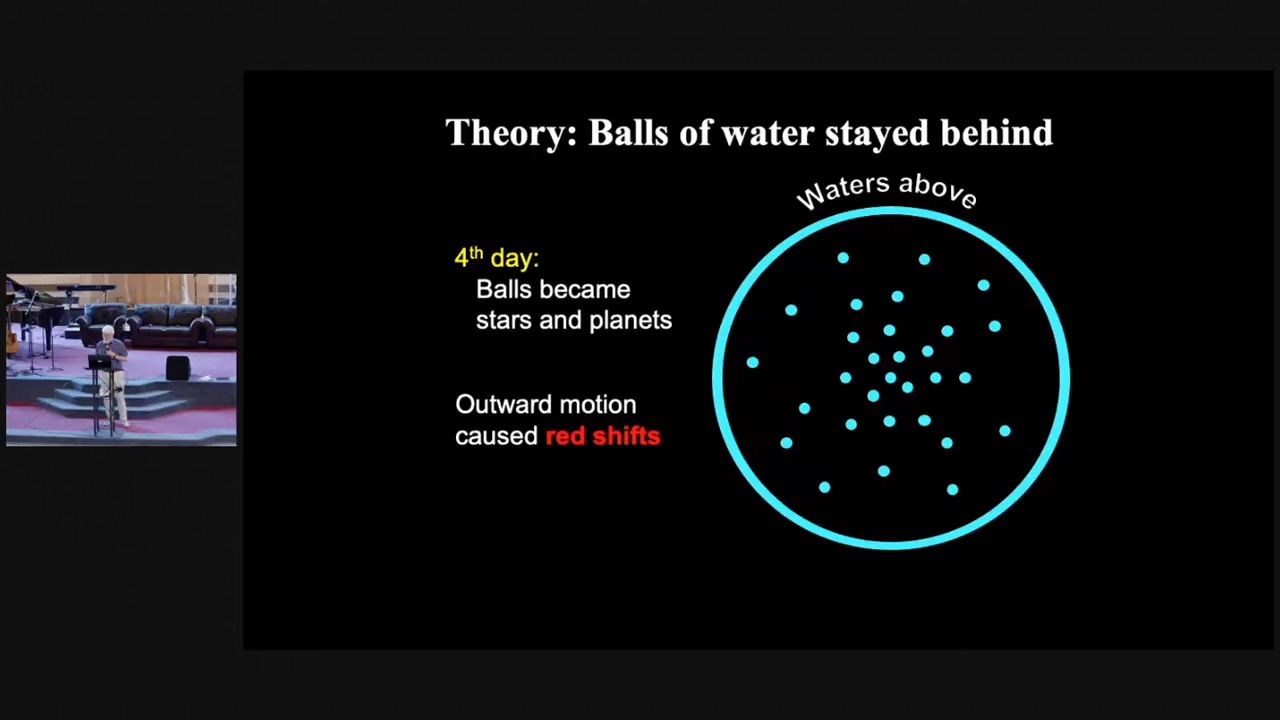 Theory: Balls of water stayed behind
Waters above
4th day:
Balls became
stars and planets
Outward motion
caused red shifts